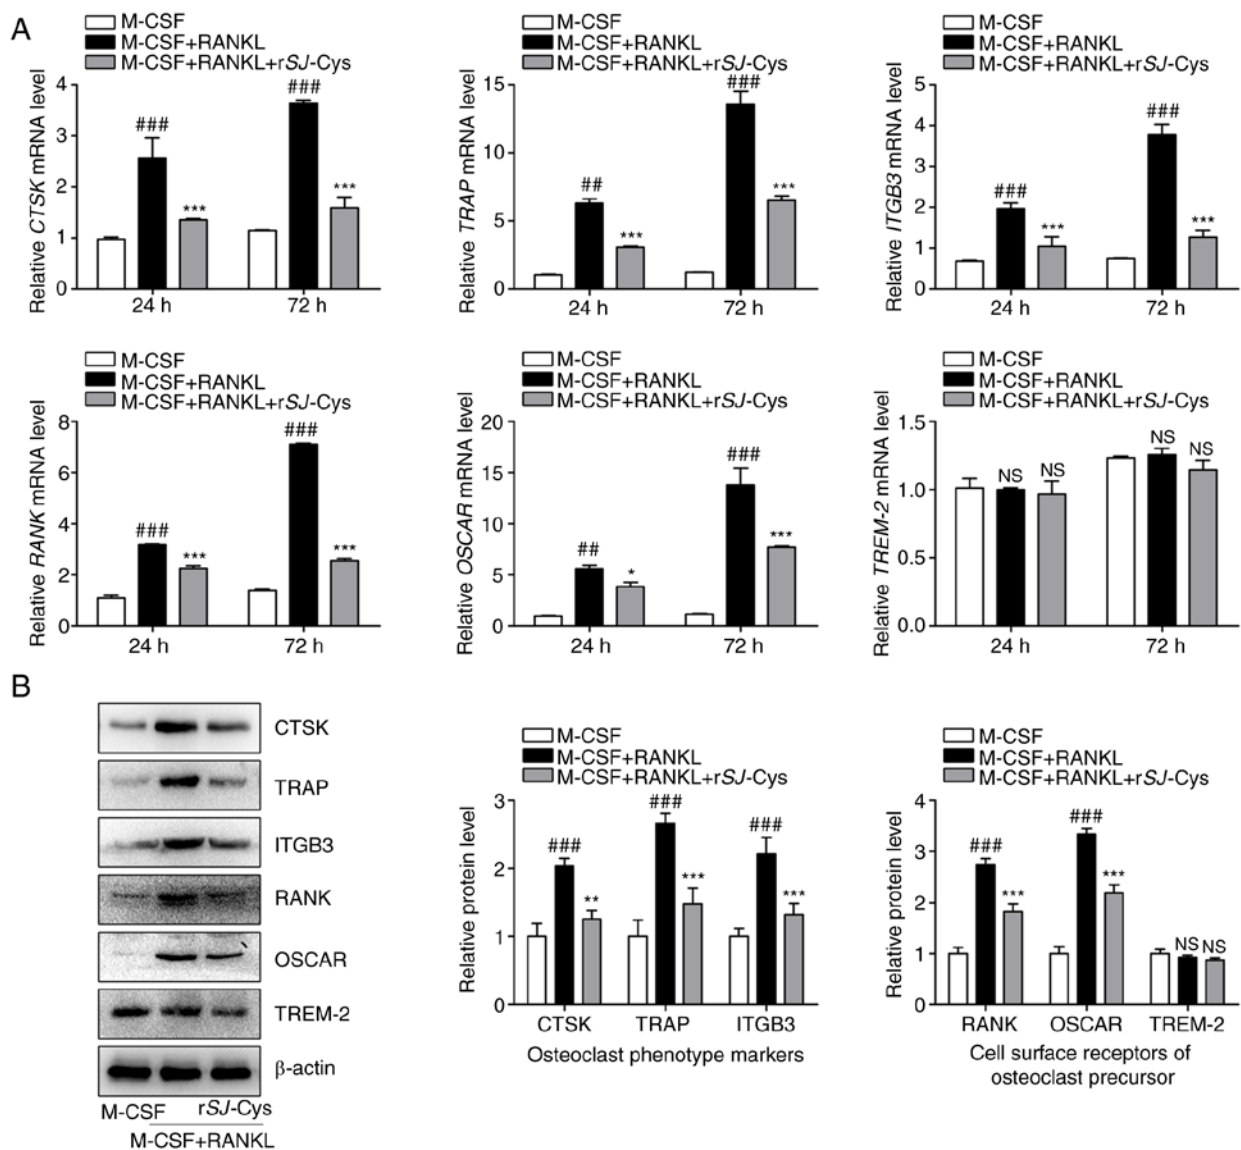 A
M-CSF
M-CSF+RANKL
M-CSF+RANKL+rSJ-Cys
Relative CTSK mRNA level
4
3
2
1
0
###
***
###
***
24 h
72 h
M-CSF
M-CSF+RANKL
M-CSF+RANKL+rSJ-Cys
Relative TRAP mRNA level
15
10
5
0
##
***
###
***
24 h
72 h
M-CSF
M-CSF+RANKL
M-CSF+RANKL+rSJ-Cys
Relative ITGB3 mRNA level
5
4
3
2
1
0
###
***
###
***
24 h
72 h
M-CSF
M-CSF+RANKL
M-CSF+RANKL+rSJ-Cys
Relative RANK mRNA level
8
6
4
2
0
###
***
###
***
24 h
72 h
M-CSF
M-CSF+RANKL
M-CSF+RANKL+rSJ-Cys
Relative OSCAR mRNA level
20
15
10
5
0
##
*
###
***
24 h
72 h
M-CSF
M-CSF+RANKL
M-CSF+RANKL+rSJ-Cys
Relative TREM-2 mRNA level
1.5
1.0
0.5
0.0
NS
NS
NS
NS
24 h
72 h
B
CTSK
TRAP
ITGB3
RANK
OSCAR
TREM-2
β-actin
M-CSF
rSJ-Cys
M-CSF+RANKL
M-CSF
M-CSF+RANKL
M-CSF+RANKL+rSJ-Cys
Relative protein level
3
2
1
0
###
**
###
***
###
***
CTSK
TRAP
ITGB3
Osteoclast phenotype markers
M-CSF
M-CSF+RANKL
M-CSF+RANKL+rSJ-Cys
Relative protein level
4
3
2
1
0
###
***
###
***
NS
NS
RANK
OSCAR
TREM-2
Cell surface receptors of
osteoclast precursor